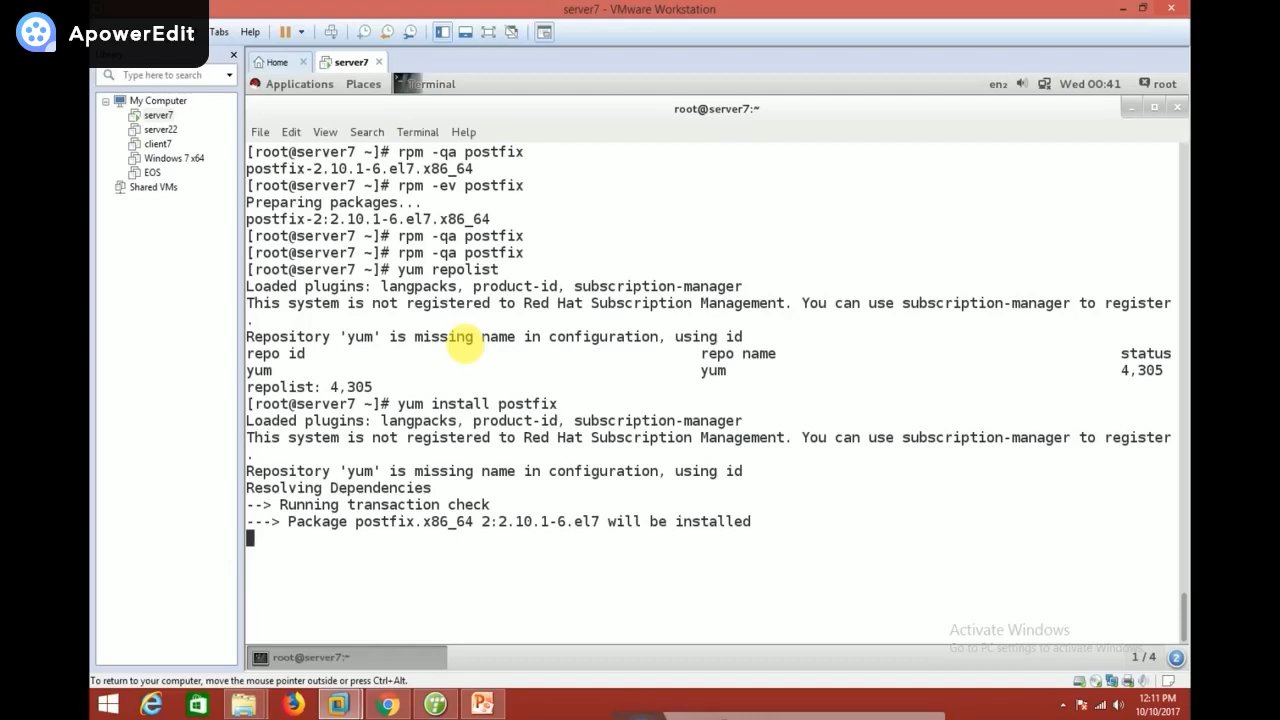 server7 - VMware Workstation
ApowerEdit
Tabs Help
Type here to search
Home
server7
My Computer
server7
server22
client7
Windows 7 x64
EOS
Shared VMs
Applications Places Terminal
en₂ Wed 00:41 root
root@server7:~
File Edit View Search Terminal Help
[root@server7 ~]# rpm -qa postfix
postfix-2.10.1-6.el7.x86_64
[root@server7 ~]# rpm -ev postfix
Preparing packages...
postfix-2:2.10.1-6.el7.x86_64
[root@server7 ~]# rpm -qa postfix
[root@server7 ~]# rpm -qa postfix
[root@server7 ~]# yum repolist
Loaded plugins: langpacks, product-id, subscription-manager
This system is not registered to Red Hat Subscription Management. You can use subscription-manager to register
.
Repository 'yum' is missing name in configuration, using id
repo id repo name status
yum yum 4,305
repolist: 4,305
[root@server7 ~]# yum install postfix
Loaded plugins: langpacks, product-id, subscription-manager
This system is not registered to Red Hat Subscription Management. You can use subscription-manager to register
.
Repository 'yum' is missing name in configuration, using id
Resolving Dependencies
--> Running transaction check
---> Package postfix.x86_64 2:2.10.1-6.el7 will be installed
Activate Windows
Go to PC settings to activate Windows.
root@server7:~
1 / 4 2
To return to your computer, move the mouse pointer outside or press Ctrl+Alt.
12:11 PM
10/10/2017